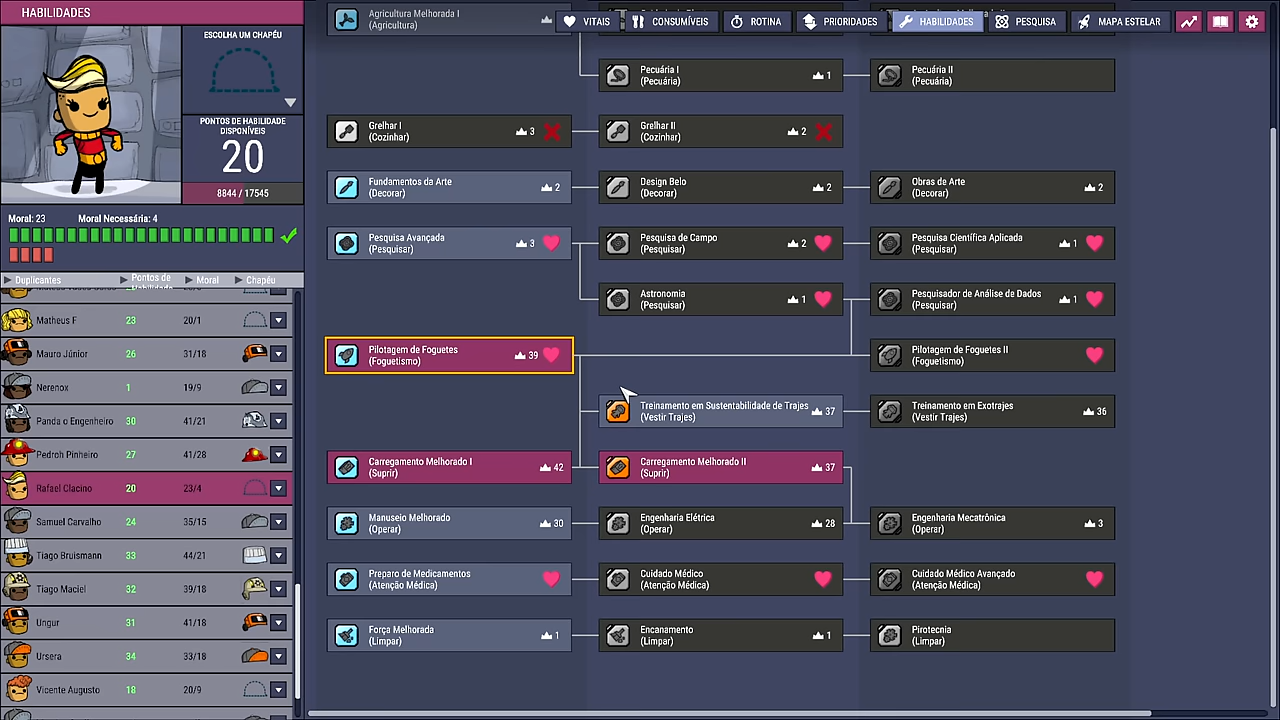 HABILIDADES
ESCOLHA UM CHAPÉU
PONTOS DE HABILIDADE
DISPONÍVEIS
20
8844 / 17545
Moral: 23 Moral Necessária: 4
Duplicantes Pontos de Habilidade Moral Chapéu
Matheus F 23 20/1
Mauro Júnior 26 31/18
Nerenox 1 19/9
Panda o Engenheiro 30 41/21
Pedroh Pinheiro 27 41/28
Rafael Clacino 20 23/4
Samuel Carvalho 24 35/15
Tiago Bruismann 33 44/21
Tiago Maciel 32 39/18
Ungur 31 41/18
Ursera 34 33/18
Vicente Augusto 18 20/9
VITAIS CONSUMÍVEIS ROTINA PRIORIDADES HABILIDADES PESQUISA MAPA ESTELAR
Agricultura Melhorada I
(Agricultura)
Pecuária I 1
(Pecuária)
Pecuária II
(Pecuária)
Grelhar I 3
(Cozinhar)
Grelhar II 2
(Cozinhar)
Fundamentos da Arte 2
(Decorar)
Design Belo 2
(Decorar)
Obras de Arte 2
(Decorar)
Pesquisa Avançada 3
(Pesquisar)
Pesquisa de Campo 2
(Pesquisar)
Pesquisa Científica Aplicada 1
(Pesquisar)
Astronomia 1
(Pesquisar)
Pesquisador de Análise de Dados 1
(Pesquisar)
Pilotagem de Foguetes 39
(Foguetismo)
Pilotagem de Foguetes II
(Foguetismo)
Treinamento em Sustentabilidade de Trajes 37
(Vestir Trajes)
Treinamento em Exotrajes 36
(Vestir Trajes)
Carregamento Melhorado I 42
(Suprir)
Carregamento Melhorado II 37
(Suprir)
Manuseio Melhorado 30
(Operar)
Engenharia Elétrica 28
(Operar)
Engenharia Mecatrônica 3
(Operar)
Preparo de Medicamentos
(Atenção Médica)
Cuidado Médico
(Atenção Médica)
Cuidado Médico Avançado
(Atenção Médica)
Força Melhorada 1
(Limpar)
Encanamento 1
(Limpar)
Pirotecnia
(Limpar)